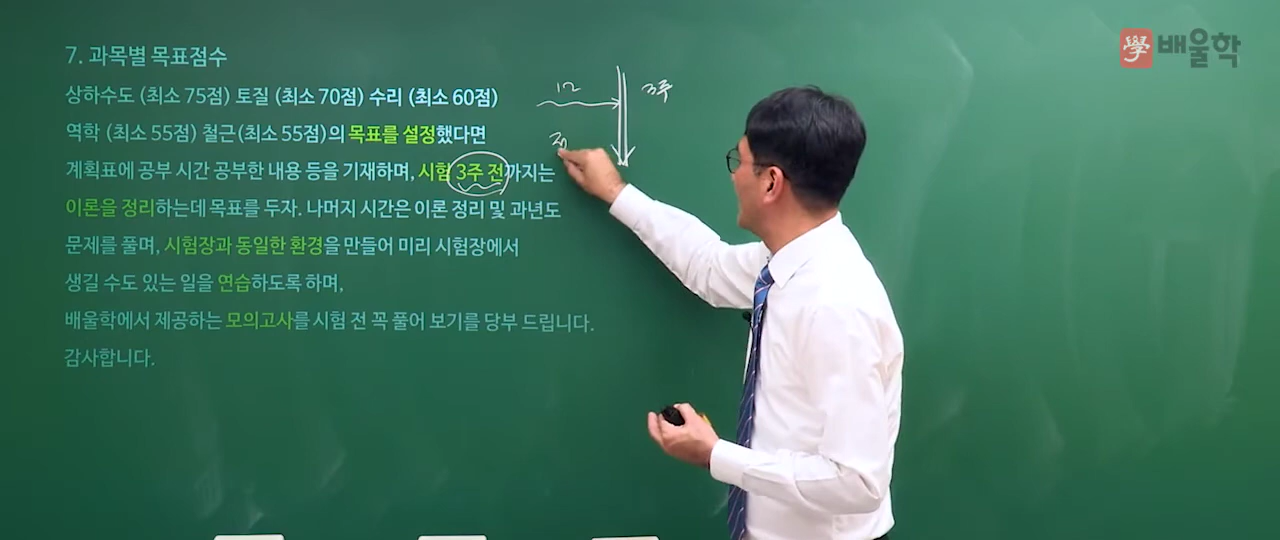 學 배울학
7. 과목별 목표점수
상하수도 (최소 75점) 토질 (최소 70점) 수리 (최소 60점)
역학 (최소 55점) 철근(최소 55점)의 목표를 설정했다면
계획표에 공부 시간 공부한 내용 등을 기재하며, 시험 3주 전까지는
이론을 정리하는데 목표를 두자. 나머지 시간은 이론 정리 및 과년도
문제를 풀며, 시험장과 동일한 환경을 만들어 미리 시험장에서
생길 수도 있는 일을 연습하도록 하며,
배울학에서 제공하는 모의고사를 시험 전 꼭 풀어 보기를 당부 드립니다.
감사합니다.
12
3주